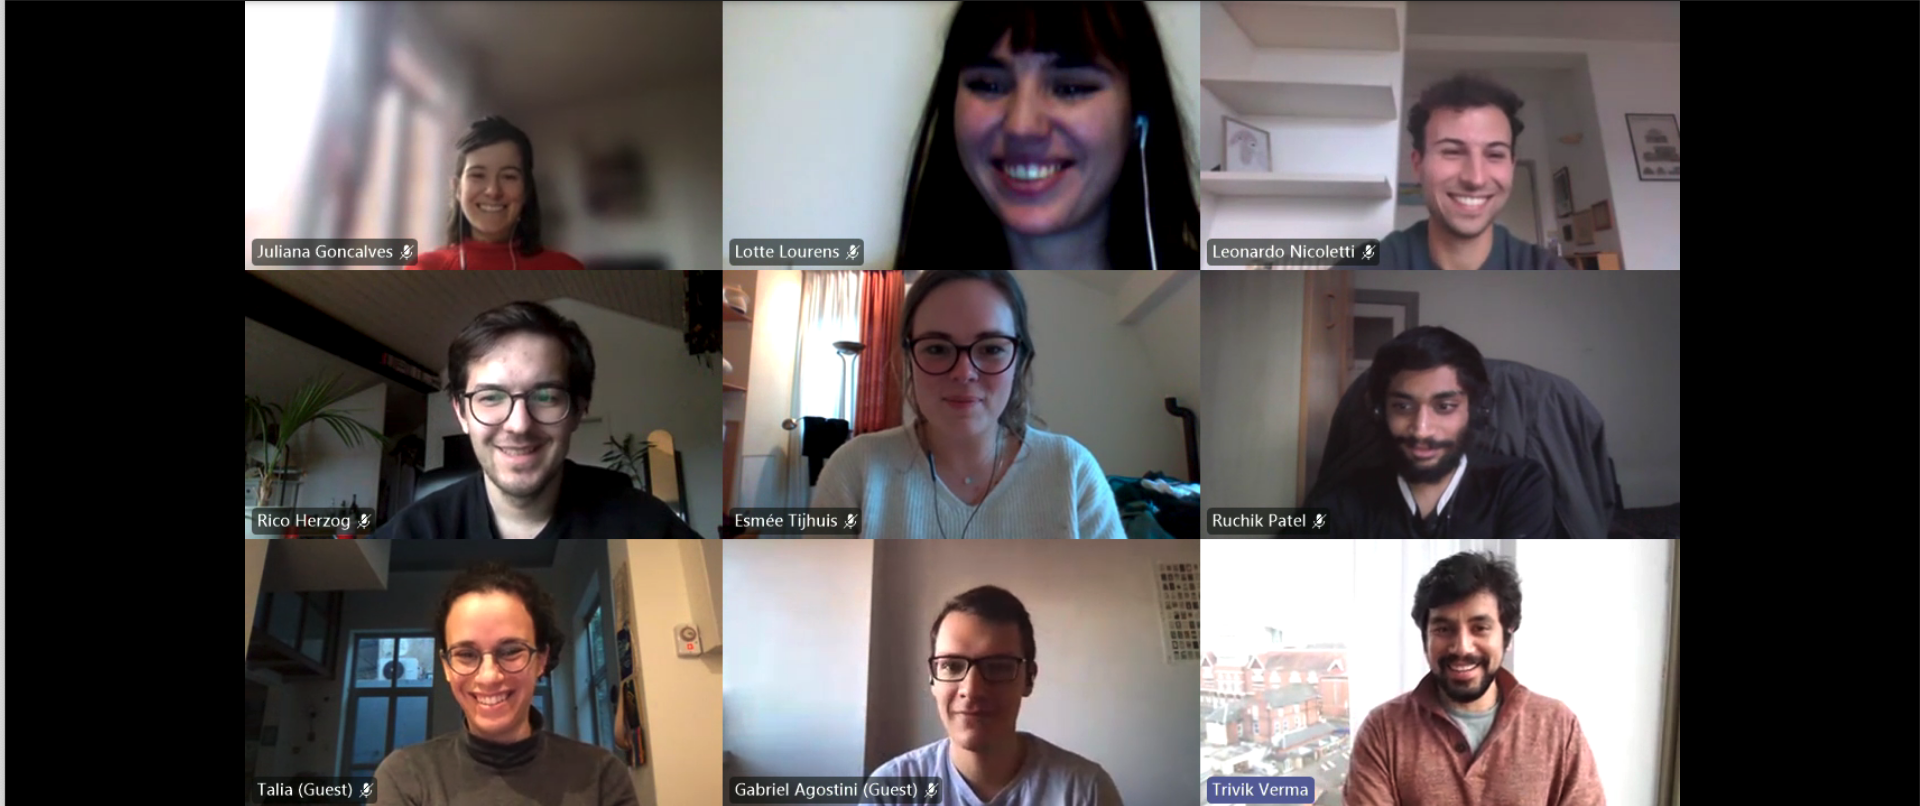 Juliana Goncalves
Lotte Lourens
Leonardo Nicoletti
Rico Herzog
Esmée Tijhuis
Ruchik Patel
Talia (Guest)
Gabriel Agostini (Guest)
Trivik Verma